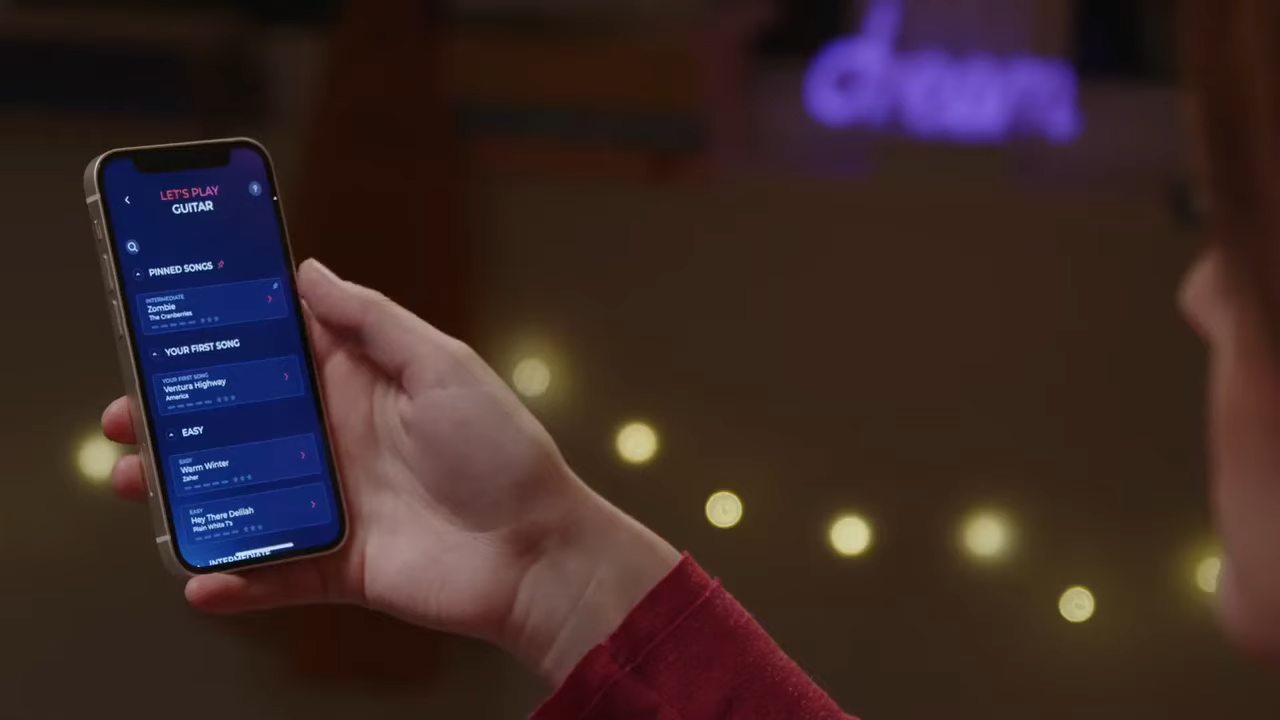 LET'S PLAY
GUITAR
?
PINNED SONGS
INTERMEDIATE
Zombie
The Cranberries
YOUR FIRST SONG
YOUR FIRST SONG
Ventura Highway
America
EASY
EASY
Warm Winter
Zaher
EASY
Hey There Delilah
Plain White T's
INTERMEDIATE